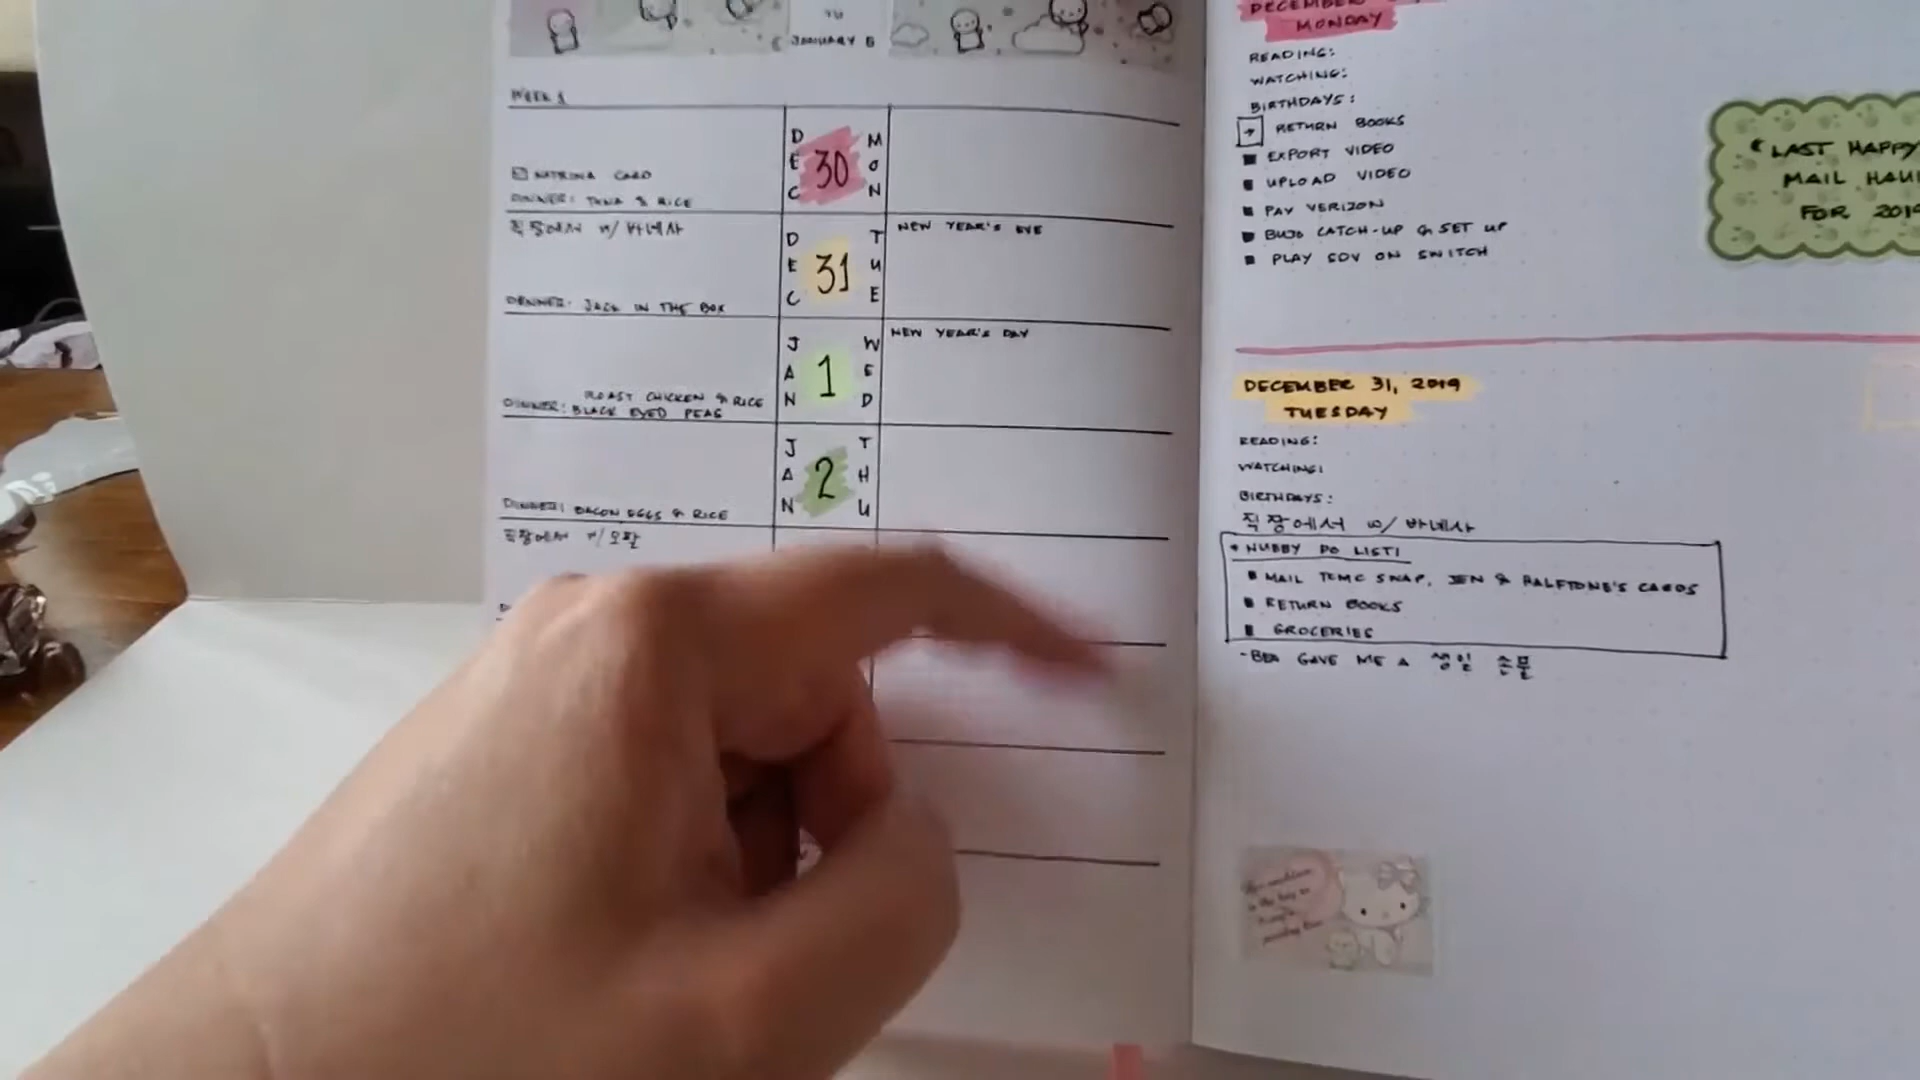 JANUARY 5
WEEK 1
DEC
30
MON
KATRINA CARD
DINNER: TUNA & RICE
직장에서 w/ 바네사
DEC
31
TUE
NEW YEAR'S EVE
DINNER: JACK IN THE BOX
JAN
1
WED
NEW YEAR'S DAY
ROAST CHICKEN & RICE
DINNER: BLACK EYED PEAS
JAN
2
THU
DINNER: BACON EGGS & RICE
직장에서 w/
DECEMBER
MONDAY
READING:
WATCHING:
BIRTHDAYS:
RETURN BOOKS
EXPORT VIDEO
UPLOAD VIDEO
PAY VERIZON
BUJO CATCH-UP & SET UP
PLAY SDV ON SWITCH
LAST HAPPY
MAIL HAUL
FOR 2019
DECEMBER 31, 2019
TUESDAY
READING:
WATCHING:
BIRTHDAYS:
직장에서 w/ 바네사
HUBBY DO LIST!
MAIL TCMC SWAP, JEN & HALFTONE'S CARDS
RETURN BOOKS
GROCERIES
- BEA GAVE ME A 생일 손물